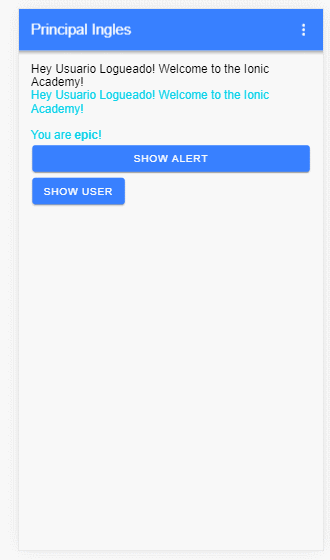 Principal Ingles
Hey Usuario Logueado! Welcome to the Ionic
Academy!
Hey Usuario Logueado! Welcome to the Ionic
Academy!
You are epic!
SHOW ALERT
SHOW USER